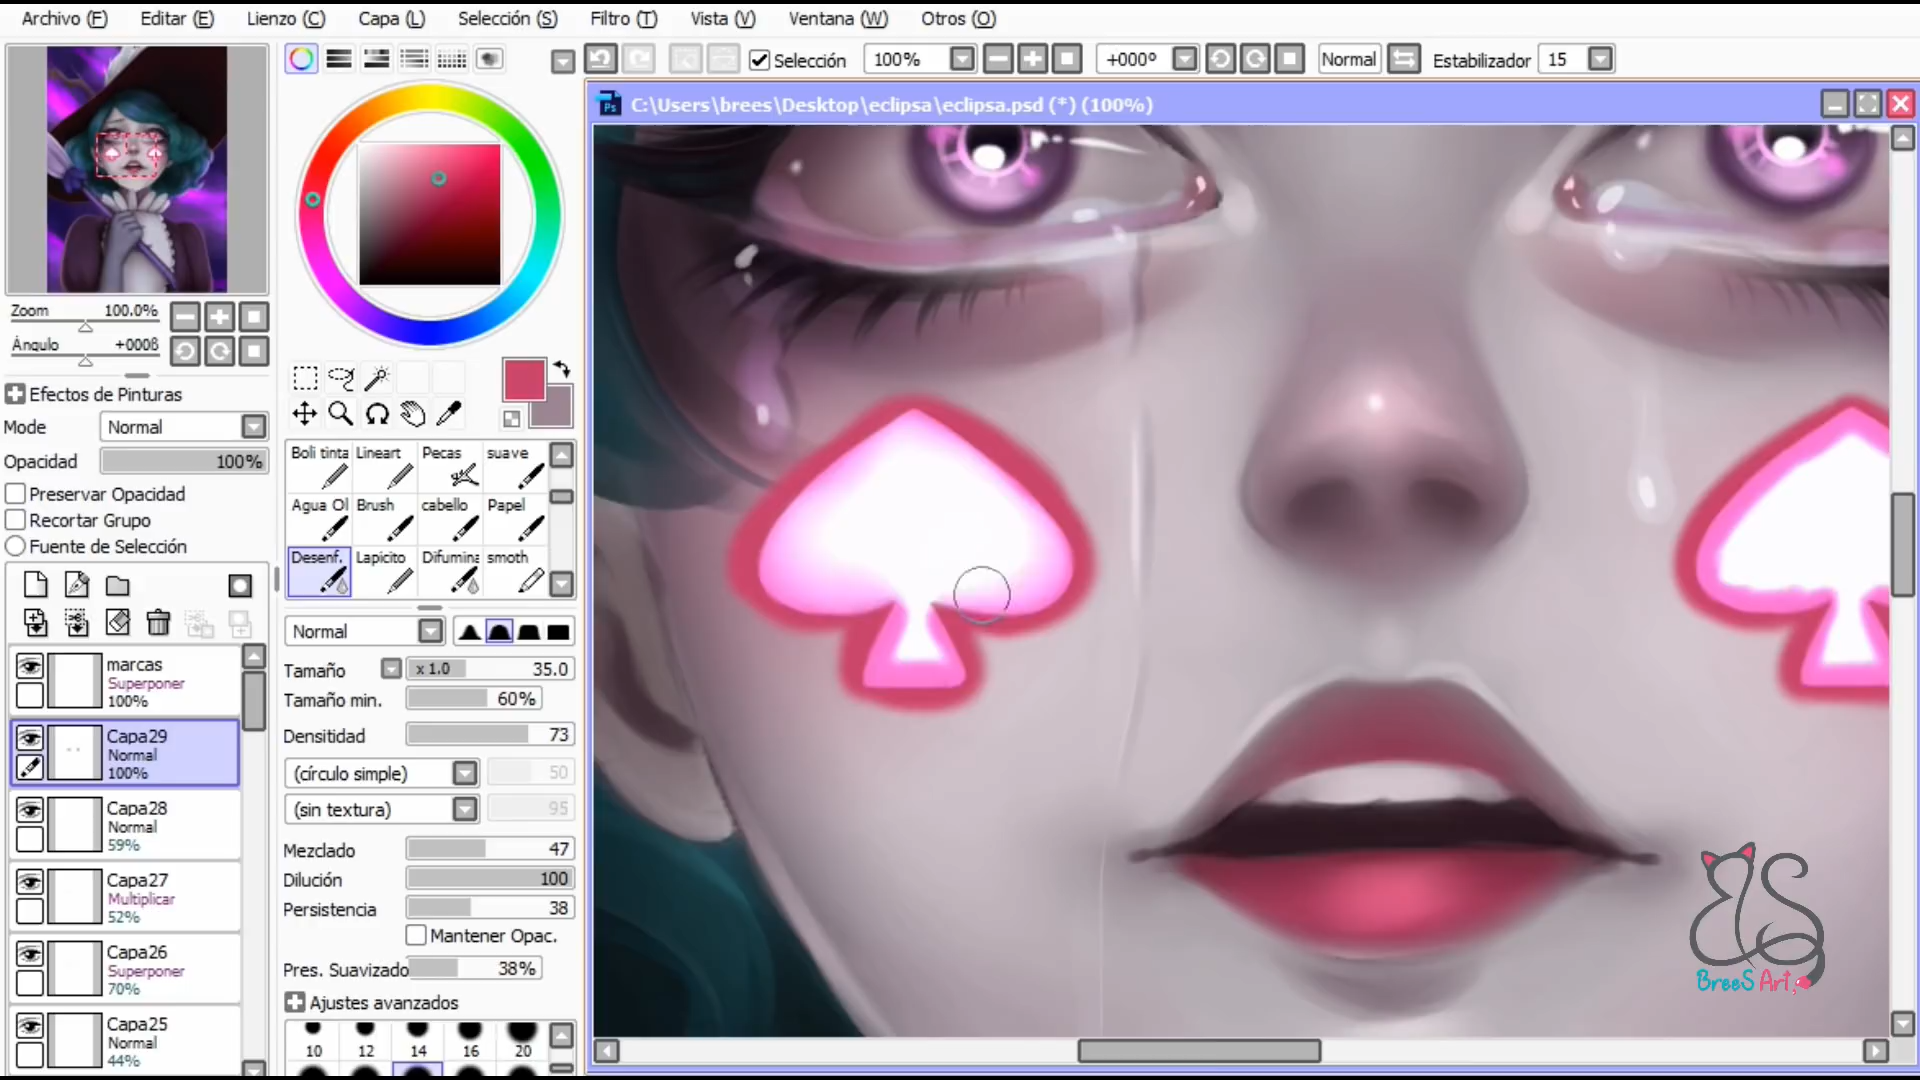 Archivo (F) Editar (E) Lienzo (C) Capa (L) Selección (S) Filtro (T) Vista (V) Ventana (W) Otros (O)
Selección 100% +000º Normal Estabilizador 15
C:\Users\brees\Desktop\eclipsa\eclipsa.psd (*) (100%)
Zoom 100.0%
Ángulo +000ß
Efectos de Pinturas
Mode Normal
Opacidad 100%
Preservar Opacidad
Recortar Grupo
Fuente de Selección
marcas
Superponer
100%
Capa29
Normal
100%
Capa28
Normal
59%
Capa27
Multiplicar
52%
Capa26
Superponer
70%
Capa25
Normal
44%
Boli tinta Lineart Pecas suave
Agua Ol Brush cabello Papel
Desenf. Lapicito Difumina smoth
Normal
Tamaño x 1.0 35.0
Tamaño min. 60%
Densitidad 73
(círculo simple) 50
(sin textura) 95
Mezclado 47
Dilución 100
Persistencia 38
Mantener Opac.
Pres. Suavizado 38%
Ajustes avanzados
10 12 14 16 20
Ps
BreeS Art